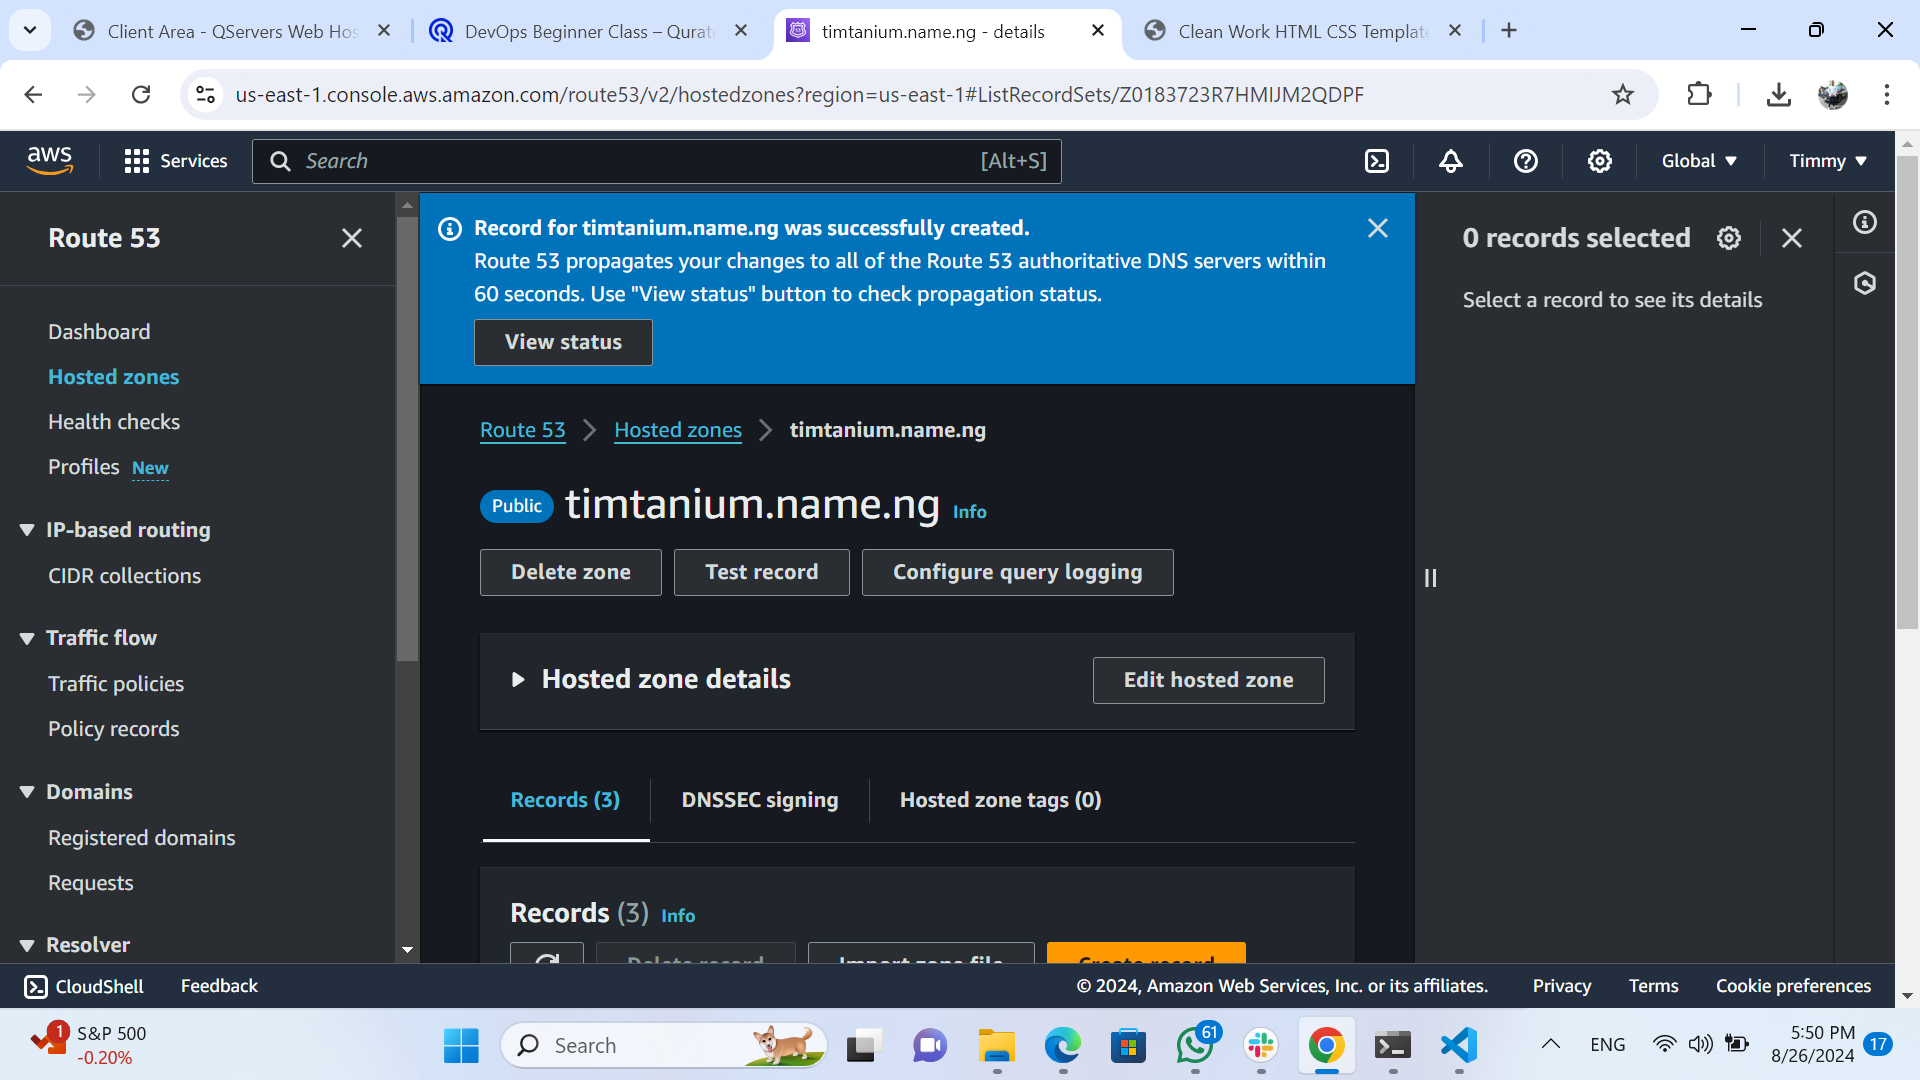 Client Area - QServers Web Hos
DevOps Beginner Class – Qurat
timtanium.name.ng - details
Clean Work HTML CSS Template
us-east-1.console.aws.amazon.com/route53/v2/hostedzones?region=us-east-1#ListRecordSets/Z0183723R7HMIJM2QDPF
aws
Services
Search
[Alt+S]
Global
Timmy
Route 53
Dashboard
Hosted zones
Health checks
Profiles New
IP-based routing
CIDR collections
Traffic flow
Traffic policies
Policy records
Domains
Registered domains
Requests
Resolver
Record for timtanium.name.ng was successfully created.
Route 53 propagates your changes to all of the Route 53 authoritative DNS servers within
60 seconds. Use "View status" button to check propagation status.
View status
Route 53
Hosted zones
timtanium.name.ng
Public timtanium.name.ng Info
Delete zone
Test record
Configure query logging
Hosted zone details
Edit hosted zone
Records (3)
DNSSEC signing
Hosted zone tags (0)
Records (3) Info
Delete record
Import zone file
Create record
0 records selected
Select a record to see its details
CloudShell
Feedback
© 2024, Amazon Web Services, Inc. or its affiliates.
Privacy
Terms
Cookie preferences
1
S&P 500
-0.20%
Search
61
ENG
5:50 PM
8/26/2024
17